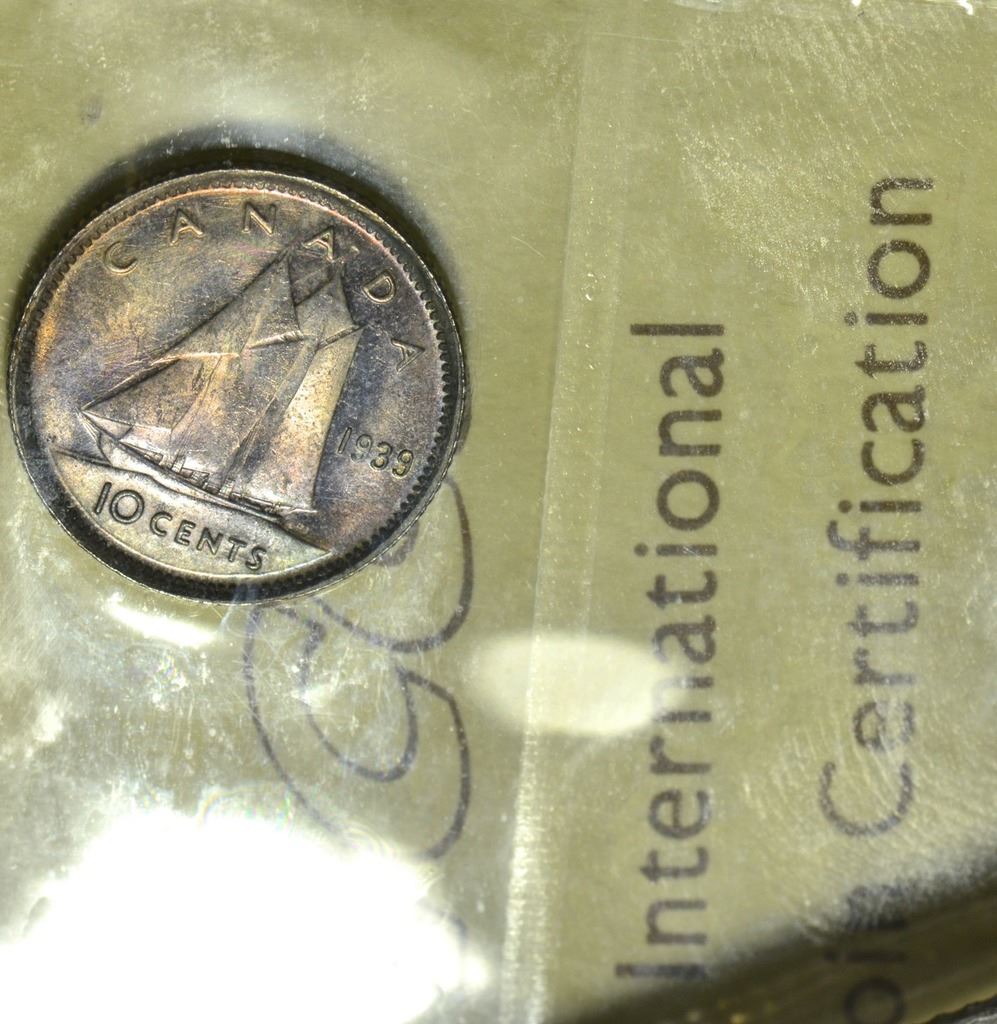 CANADA
1939
10 CENTS
International
Certification